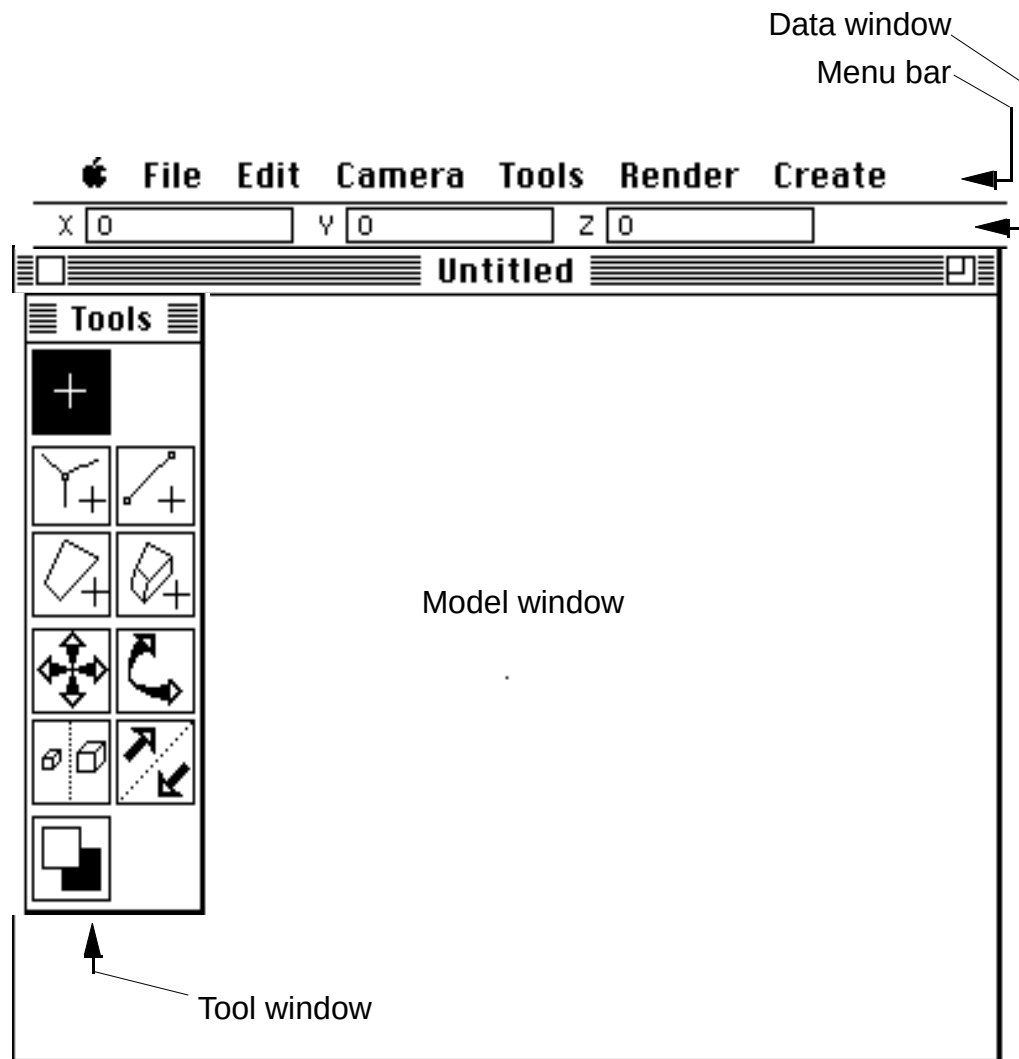 Data window
Menu bar
File Edit Camera Tools Render Create
X 0 Y 0 Z 0
Untitled
Tools
Model window
Tool window